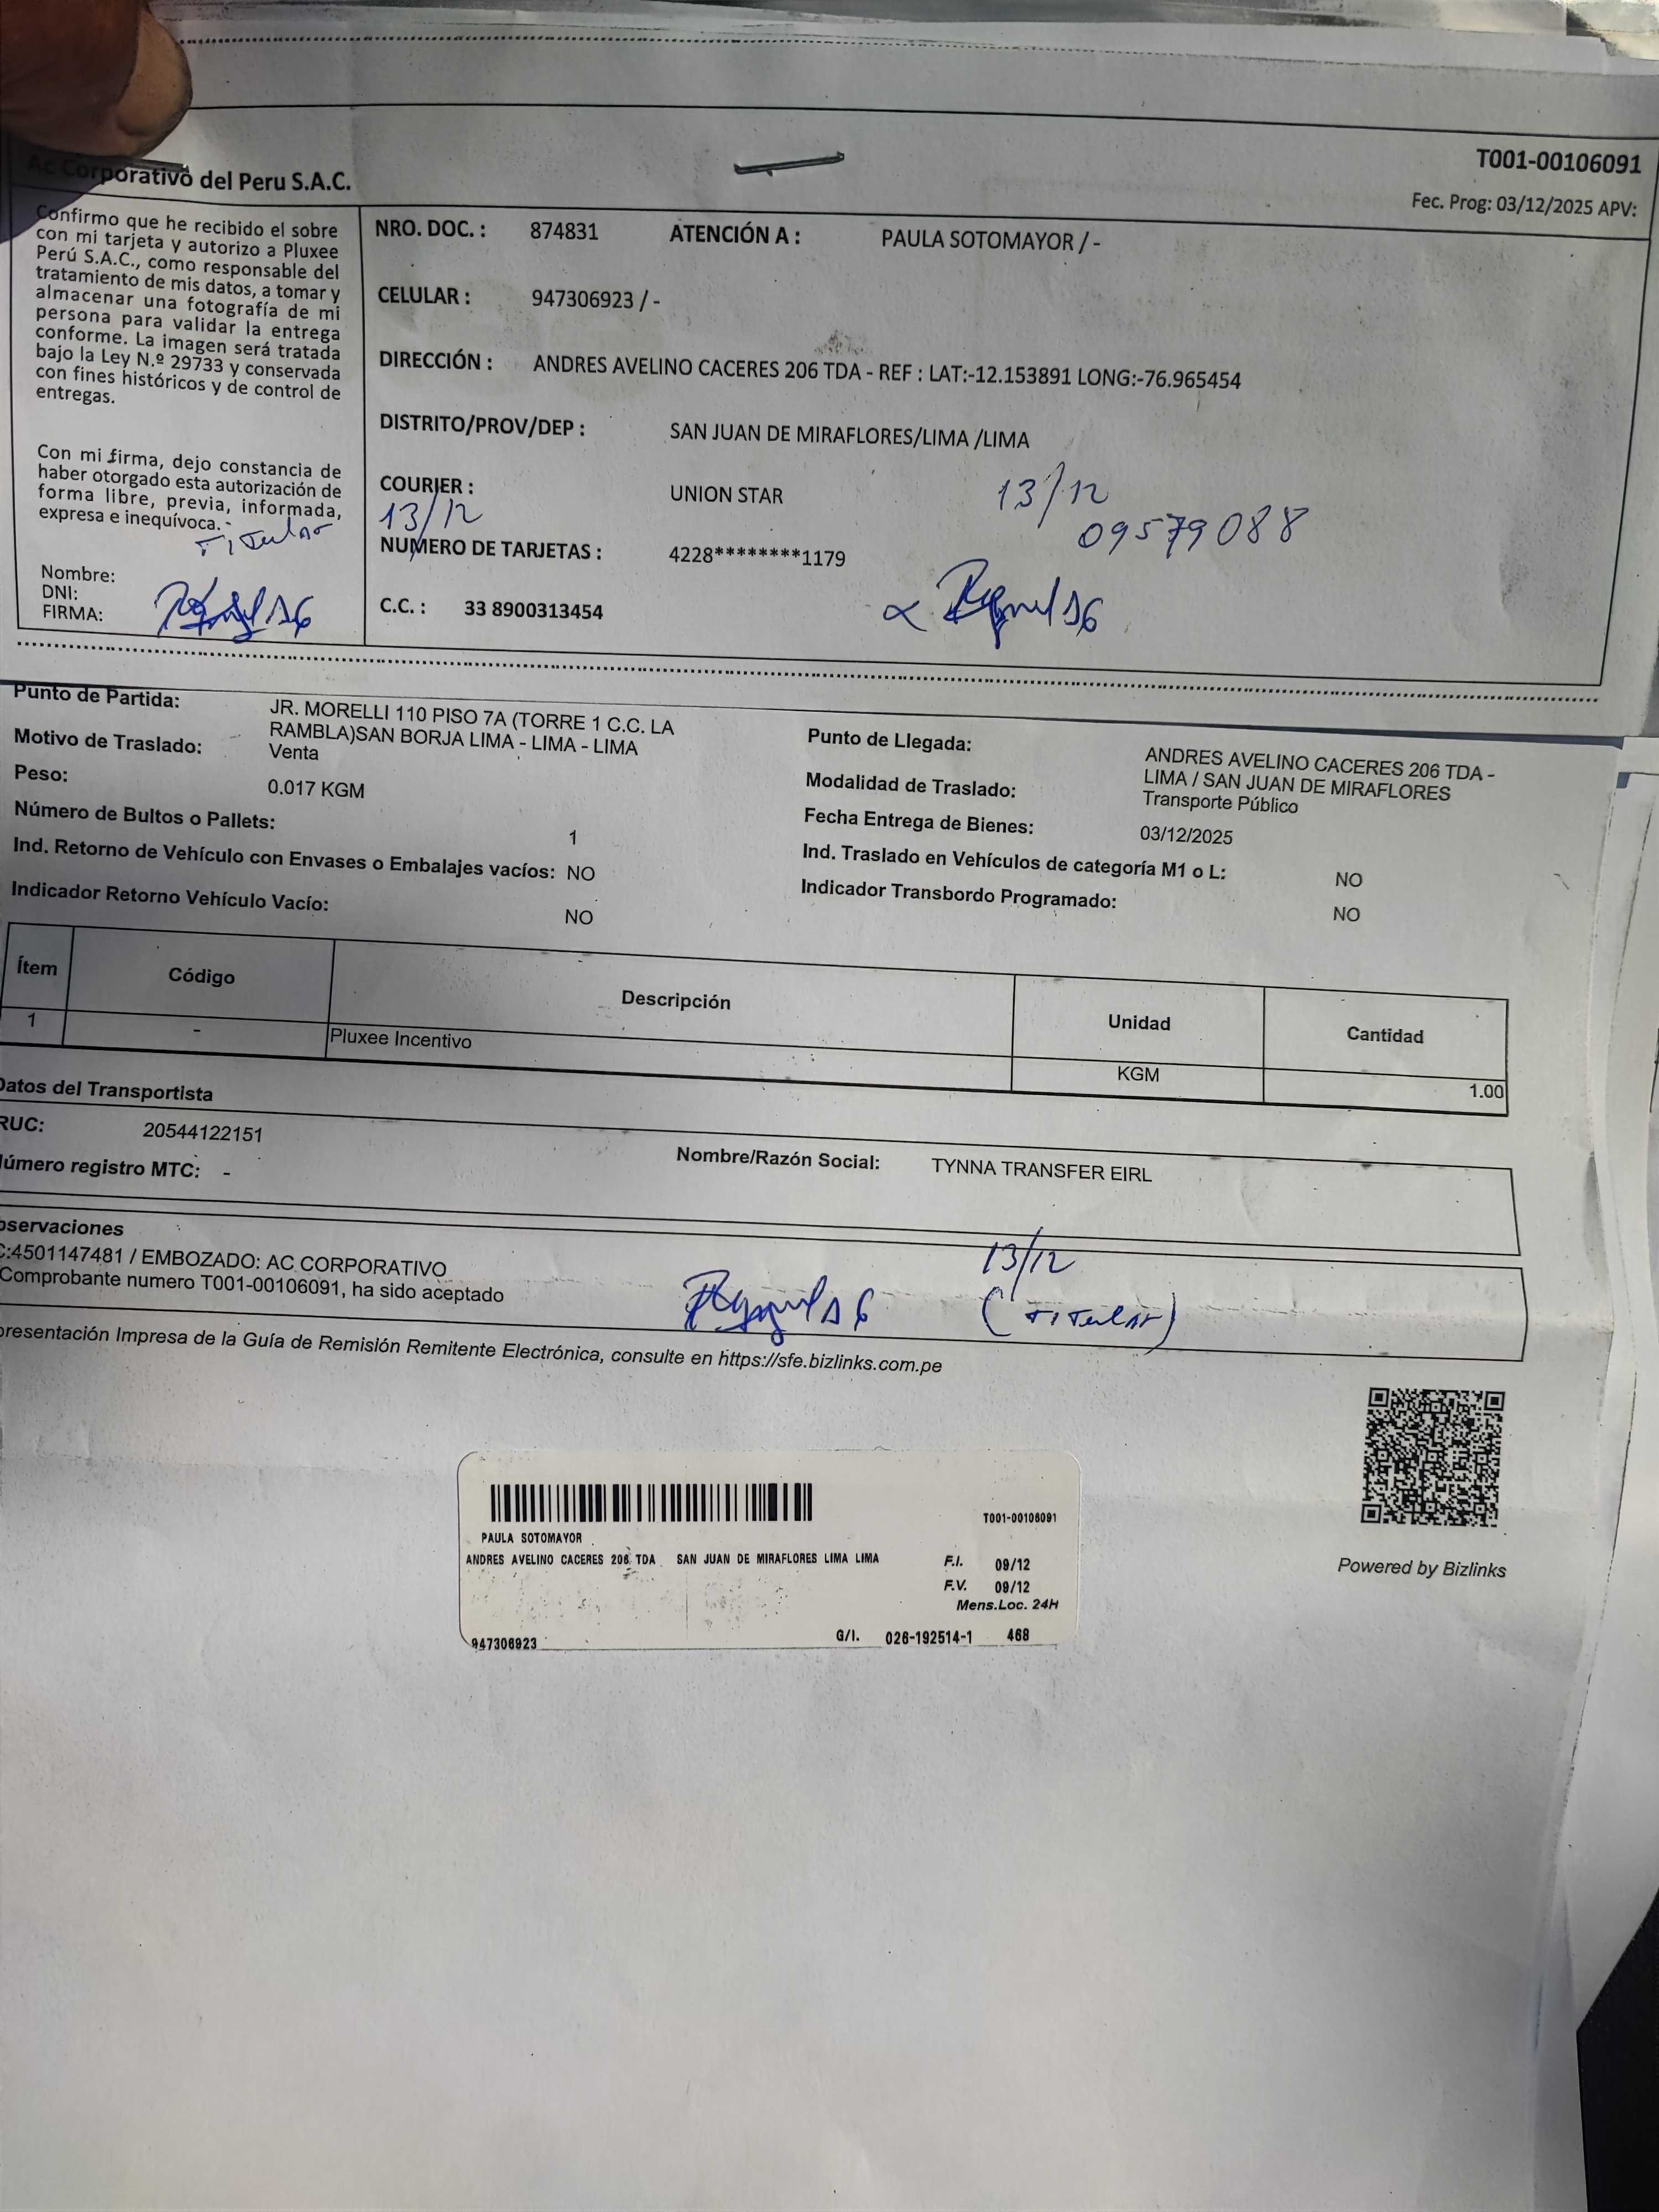 Ac Corporativo del Peru S.A.C.
T001-00106091
Fec. Prog: 03/12/2025 APV:
Confirmo que he recibido el sobre
con mi tarjeta y autorizo a Pluxee
Perú S.A.C., como responsable del
tratamiento de mis datos, a tomar y
almacenar una fotografía de mi
persona para validar la entrega
conforme. La imagen será tratada
bajo la Ley N.º 29733 y conservada
con fines históricos y de control de
entregas.
Con mi firma, dejo constancia de
haber otorgado esta autorización de
forma libre, previa, informada,
expresa e inequívoca. -
Titular
Nombre:
DNI:
FIRMA:
NRO. DOC. : 874831 ATENCIÓN A : PAULA SOTOMAYOR / -
CELULAR : 947306923 / -
DIRECCIÓN : ANDRES AVELINO CACERES 206 TDA - REF : LAT:-12.153891 LONG:-76.965454
DISTRITO/PROV/DEP : SAN JUAN DE MIRAFLORES/LIMA /LIMA
COURIER : UNION STAR
13/12
13/12
09579088
NUMERO DE TARJETAS : 4228********1179
C.C. : 33 8900313454
Punto de Partida: JR. MORELLI 110 PISO 7A (TORRE 1 C.C. LA
RAMBLA)SAN BORJA LIMA - LIMA - LIMA
Motivo de Traslado: Venta
Peso: 0.017 KGM
Número de Bultos o Pallets: 1
Ind. Retorno de Vehículo con Envases o Embalajes vacíos: NO
Indicador Retorno Vehículo Vacío: NO
Punto de Llegada: ANDRES AVELINO CACERES 206 TDA -
LIMA / SAN JUAN DE MIRAFLORES
Modalidad de Traslado: Transporte Público
Fecha Entrega de Bienes: 03/12/2025
Ind. Traslado en Vehículos de categoría M1 o L: NO
Indicador Transbordo Programado: NO
Ítem Código Descripción Unidad Cantidad
1 - Pluxee Incentivo KGM 1.00
Datos del Transportista
RUC: 20544122151
Número registro MTC: -
Nombre/Razón Social: TYNNA TRANSFER EIRL
bservaciones
C:4501147481 / EMBOZADO: AC CORPORATIVO
Comprobante numero T001-00106091, ha sido aceptado
13/12
(Titular)
presentación Impresa de la Guía de Remisión Remitente Electrónica, consulte en https://sfe.bizlinks.com.pe
T001-00106091
PAULA SOTOMAYOR
ANDRES AVELINO CACERES 206 TDA SAN JUAN DE MIRAFLORES LIMA LIMA
F.I. 09/12
F.V. 09/12
Mens.Loc. 24H
947306923
G/I. 026-192514-1 468
Powered by Bizlinks